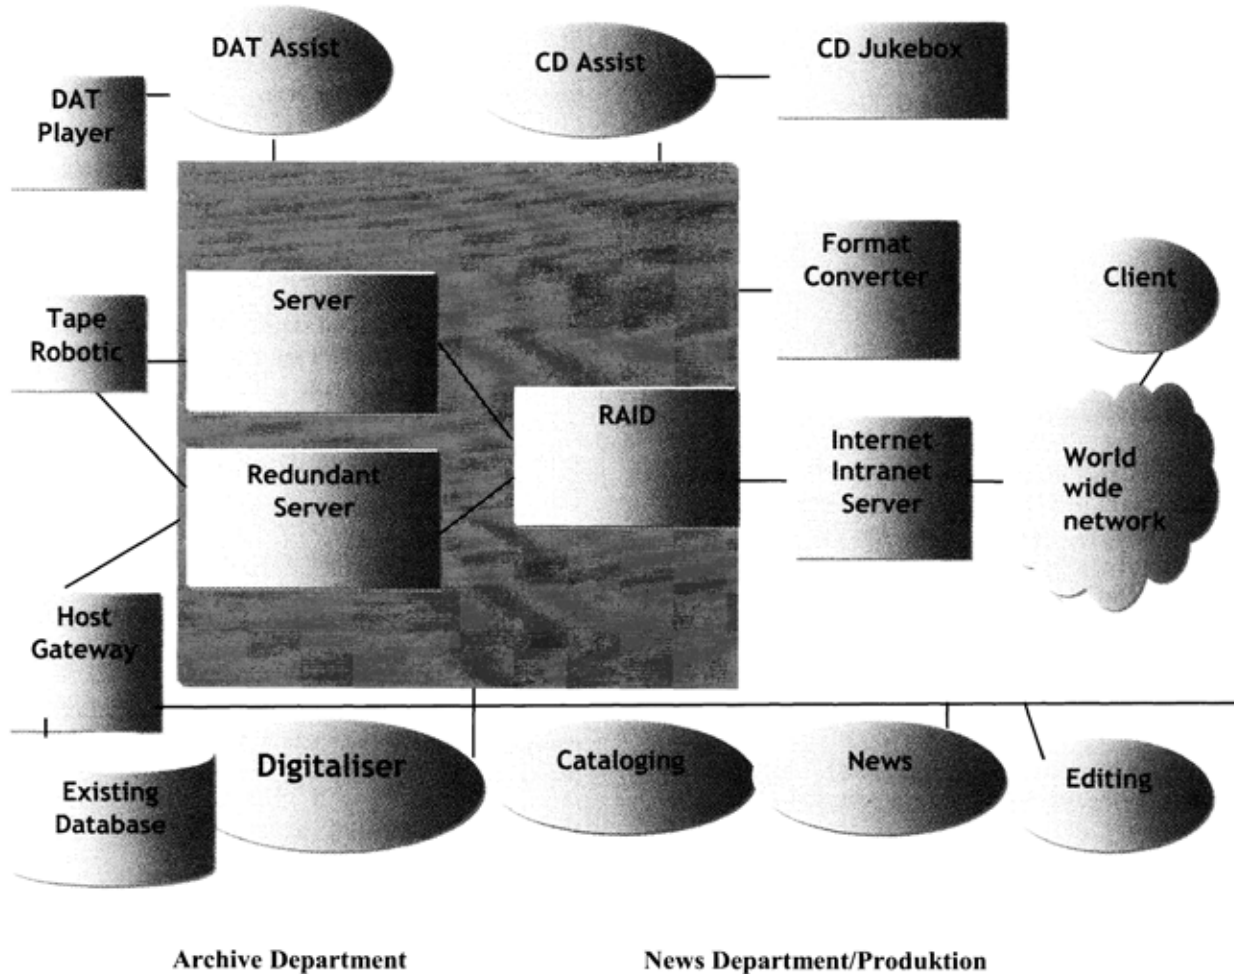 DAT Assist
CD Assist
CD Jukebox
DAT
Player
Format
Converter
Client
Server
Tape
Robotic
RAID
Internet
Intranet
Server
World
wide
network
Redundant
Server
Host
Gateway
Digitaliser
Cataloging
News
Editing
Existing
Database
Archive Department
News Department/Produktion